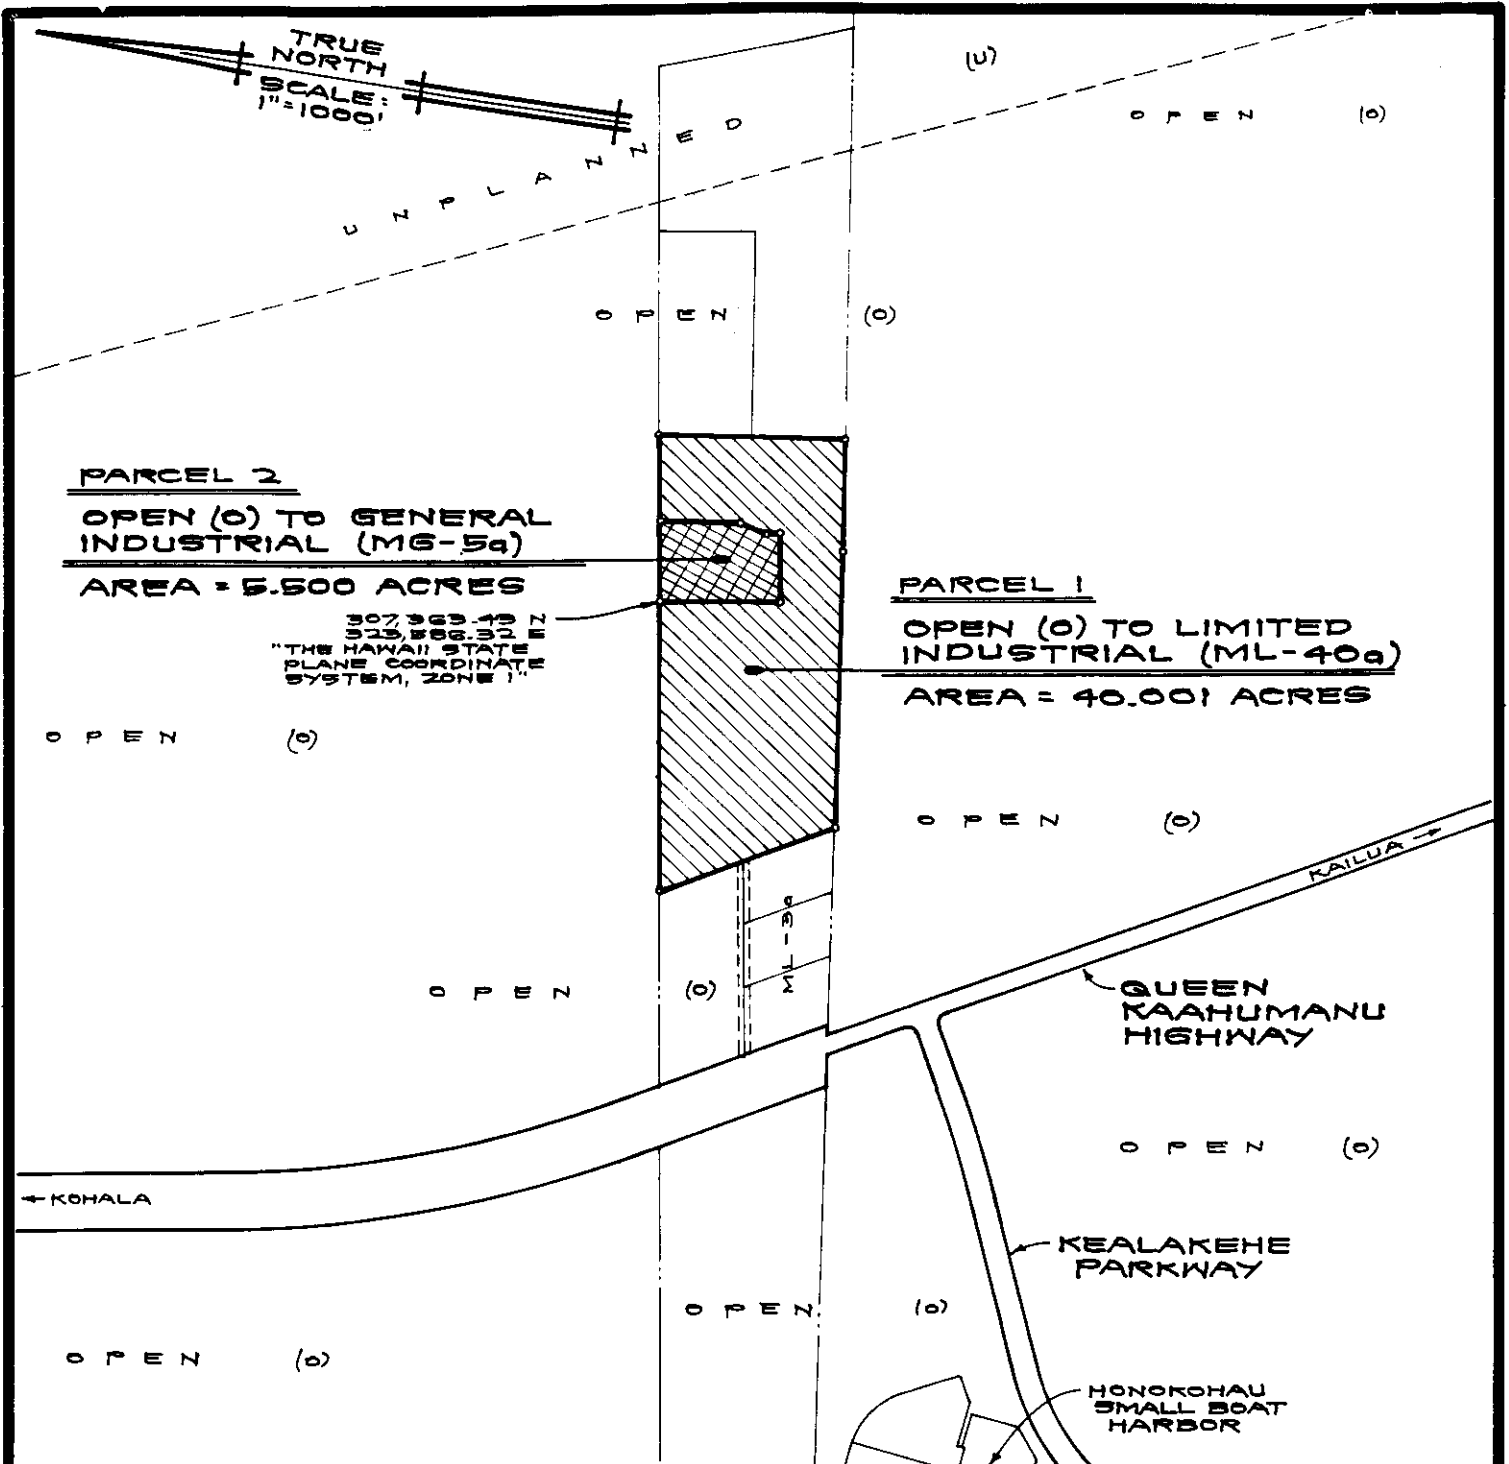 TRUE
NORTH
SCALE:
1"=1000'
(U)
OPEN (O)
UNPLANNED
OPEN (O)
PARCEL 2
OPEN (O) TO GENERAL
INDUSTRIAL (MG-5a)
AREA = 5.500 ACRES
323,886.32 E
"THE HAWAII STATE
PLANE COORDINATE
SYSTEM, ZONE 1"
PARCEL 1
OPEN (O) TO LIMITED
INDUSTRIAL (ML-40a)
AREA = 40.001 ACRES
OPEN (O)
OPEN (O)
KAILUA →
ML-3a
OPEN (O)
QUEEN
KAAHUMANU
HIGHWAY
OPEN (O)
← KOHALA
KEALAKEHE
PARKWAY
OPEN (O)
OPEN (O)
HONOKOHAU
SMALL BOAT
HARBOR